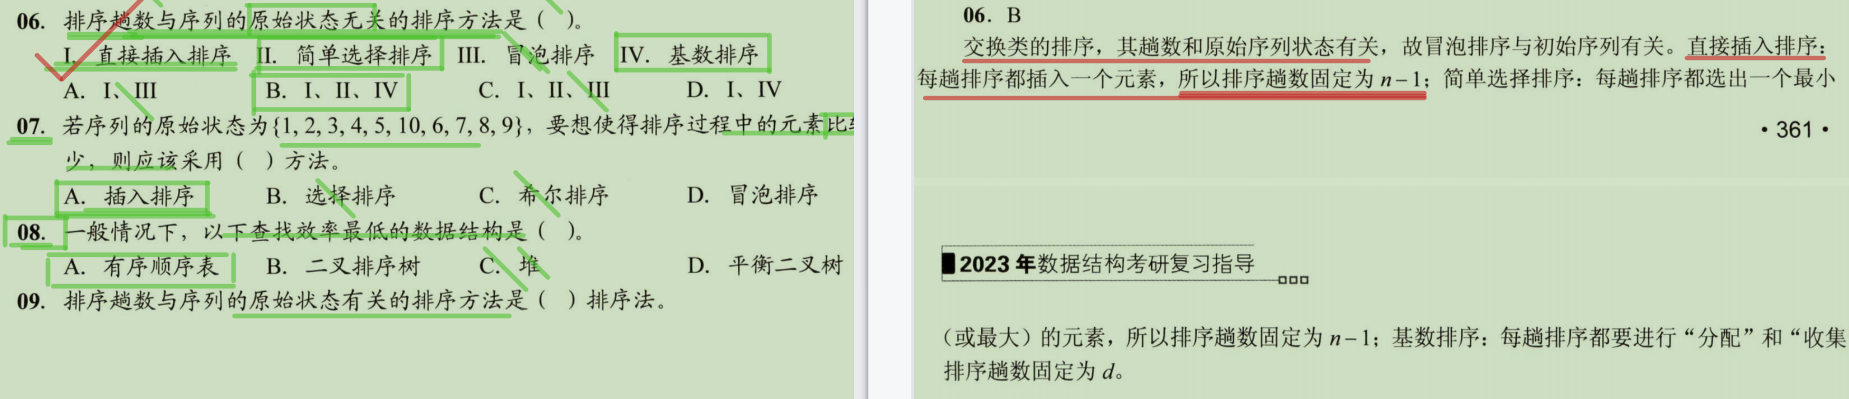 06. 排序趟数与序列的原始状态无关的排序方法是（ ）。
I. 直接插入排序 II. 简单选择排序 III. 冒泡排序 IV. 基数排序
A. I、III B. I、II、IV C. I、II、III D. I、IV
07. 若序列的原始状态为{1, 2, 3, 4, 5, 10, 6, 7, 8, 9}，要想使得排序过程中的元素比
少，则应该采用（ ）方法。
A. 插入排序 B. 选择排序 C. 希尔排序 D. 冒泡排序
08. 一般情况下，以下查找效率最低的数据结构是（ ）。
A. 有序顺序表 B. 二叉排序树 C. 堆 D. 平衡二叉树
09. 排序趟数与序列的原始状态有关的排序方法是（ ）排序法。
06. B
交换类的排序，其趟数和原始序列状态有关，故冒泡排序与初始序列有关。直接插入排序：
每趟排序都插入一个元素，所以排序趟数固定为 n−1；简单选择排序：每趟排序都选出一个最小
·361·
2023 年数据结构考研复习指导
（或最大）的元素，所以排序趟数固定为 n−1；基数排序：每趟排序都要进行“分配”和“收集
排序趟数固定为 d。